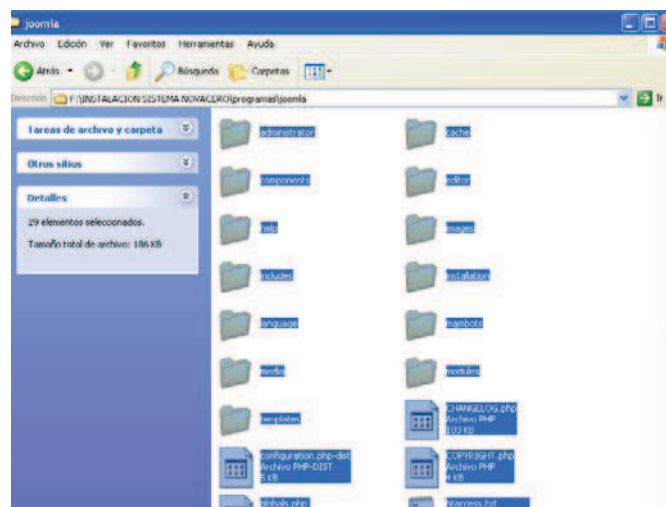 joomla
Archivo Edición Ver Favoritos Herramientas Ayuda
Atrás Búsqueda Carpetas
Dirección F:\INSTALACION SISTEMA NOVACERO\programas\joomla Ir
Tareas de archivo y carpeta
Otros sitios
Detalles
29 elementos seleccionados.
Tamaño total de archivo: 186 KB
administrator cache
components editor
help images
includes installation
language mambots
media modules
templates CHANGELOG.php
Archivo PHP
103 KB
configuration.php-dist COPYRIGHT.php
Archivo PHP-DIST Archivo PHP
5 KB 4 KB
globals.php htaccess.txt